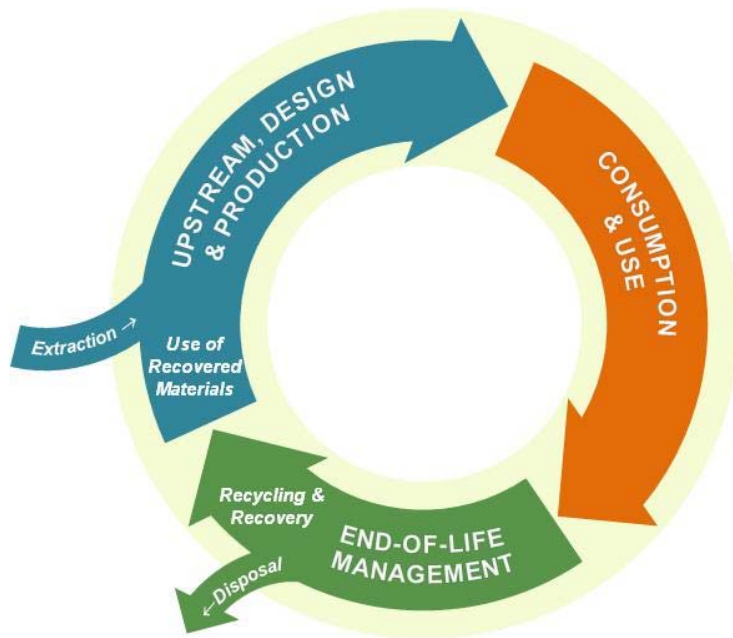 UPSTREAM, DESIGN
& PRODUCTION
CONSUMPTION
& USE
Extraction →
Use of
Recovered
Materials
Recycling &
Recovery
END-OF-LIFE
MANAGEMENT
←Disposal